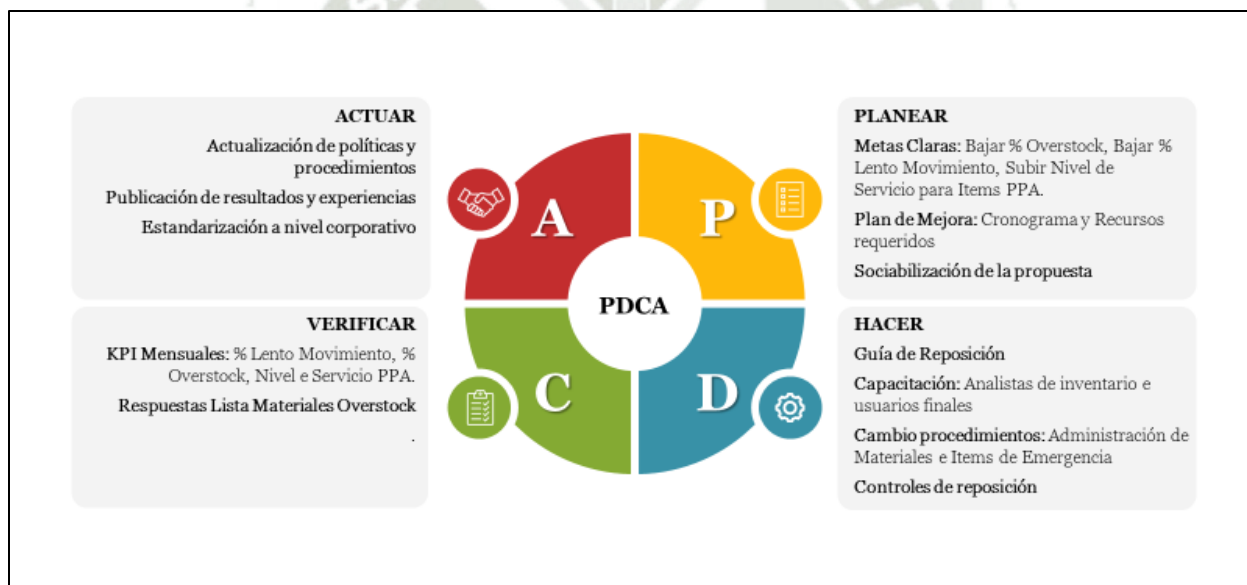 ACTUAR
Actualización de políticas y
procedimientos
Publicación de resultados y experiencias
Estandarización a nivel corporativo
PLANEAR
Metas Claras: Bajar % Overstock, Bajar %
Lento Movimiento, Subir Nivel de
Servicio para Items PPA.
Plan de Mejora: Cronograma y Recursos
requeridos
Sociabilización de la propuesta
A
P
PDCA
C
D
VERIFICAR
KPI Mensuales: % Lento Movimiento, %
Overstock, Nivel e Servicio PPA.
Respuestas Lista Materiales Overstock
.
HACER
Guía de Reposición
Capacitación: Analistas de inventario e
usuarios finales
Cambio procedimientos: Administración de
Materiales e Items de Emergencia
Controles de reposición